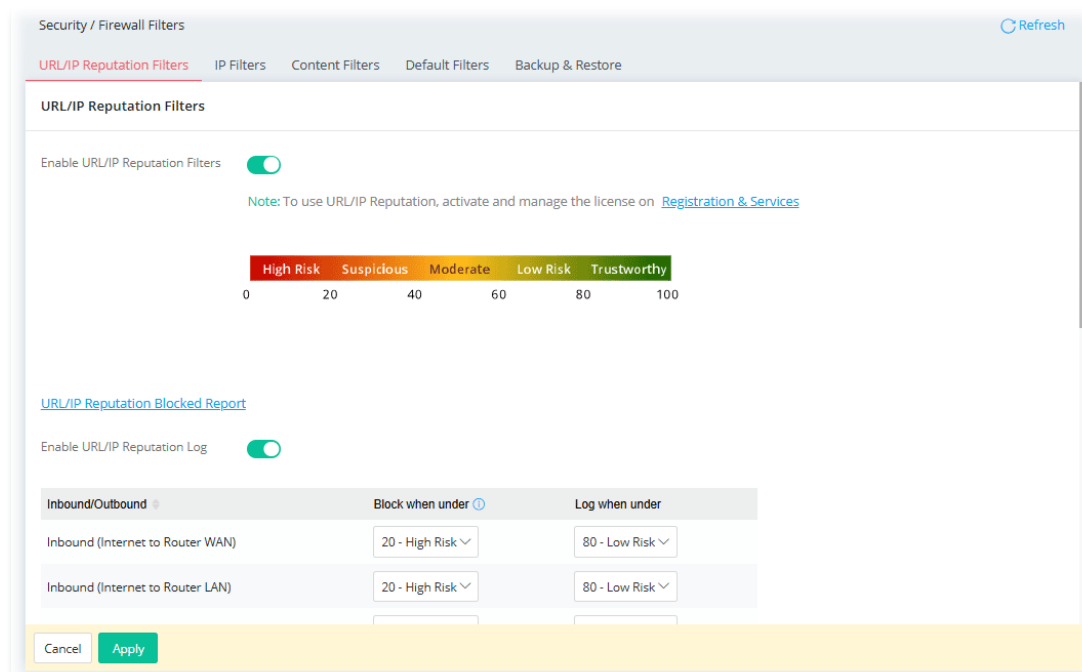 Security / Firewall Filters
Refresh
URL/IP Reputation Filters IP Filters Content Filters Default Filters Backup & Restore
URL/IP Reputation Filters
Enable URL/IP Reputation Filters
Note: To use URL/IP Reputation, activate and manage the license on Registration & Services
High Risk Suspicious Moderate Low Risk Trustworthy
0 20 40 60 80 100
URL/IP Reputation Blocked Report
Enable URL/IP Reputation Log
Inbound/Outbound Block when under Log when under
Inbound (Internet to Router WAN) 20 - High Risk 80 - Low Risk
Inbound (Internet to Router LAN) 20 - High Risk 80 - Low Risk
Cancel Apply